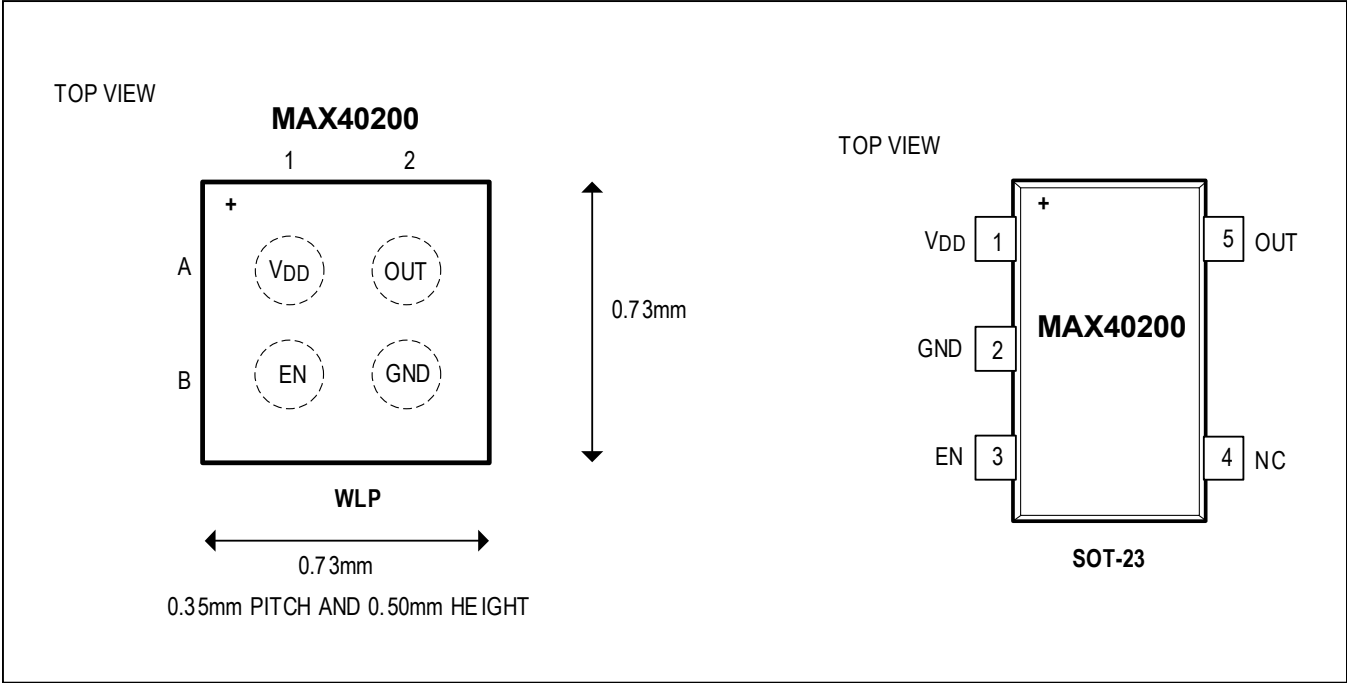 TOP VIEW
MAX40200
1 2
+
A VDD OUT
B EN GND
0.73mm
WLP
0.73mm
0.35mm PITCH AND 0.50mm HEIGHT
TOP VIEW
+
VDD 1 5 OUT
MAX40200
GND 2
EN 3 4 NC
SOT-23